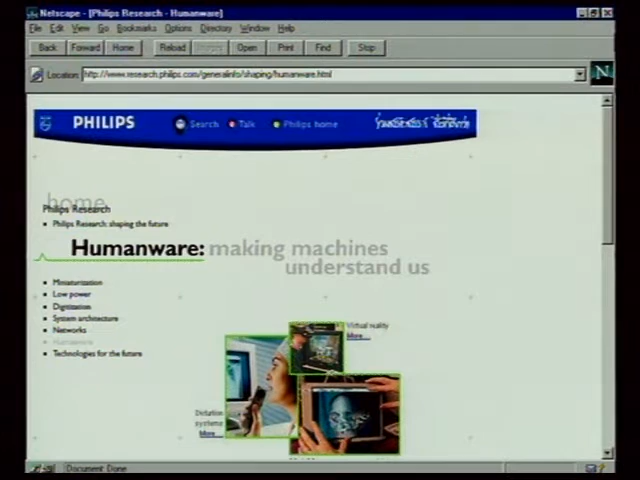 Netscape - [Philips Research - Humanware]
File Edit View Go Bookmarks Options Directory Window Help
Back Forward Home Reload Images Open Print Find Stop
Location: http://www.research.philips.com/generalinfo/shaping/humanware.html
N
PHILIPS Search Talk Philips home
home
Philips Research
Philips Research: shaping the future
Humanware: making machines
understand us
Miniaturization
Low power
Digitization
System architecture
Networks
Humanware
Technologies for the future
Virtual reality
More...
Dictation
systems
More...
Document: Done